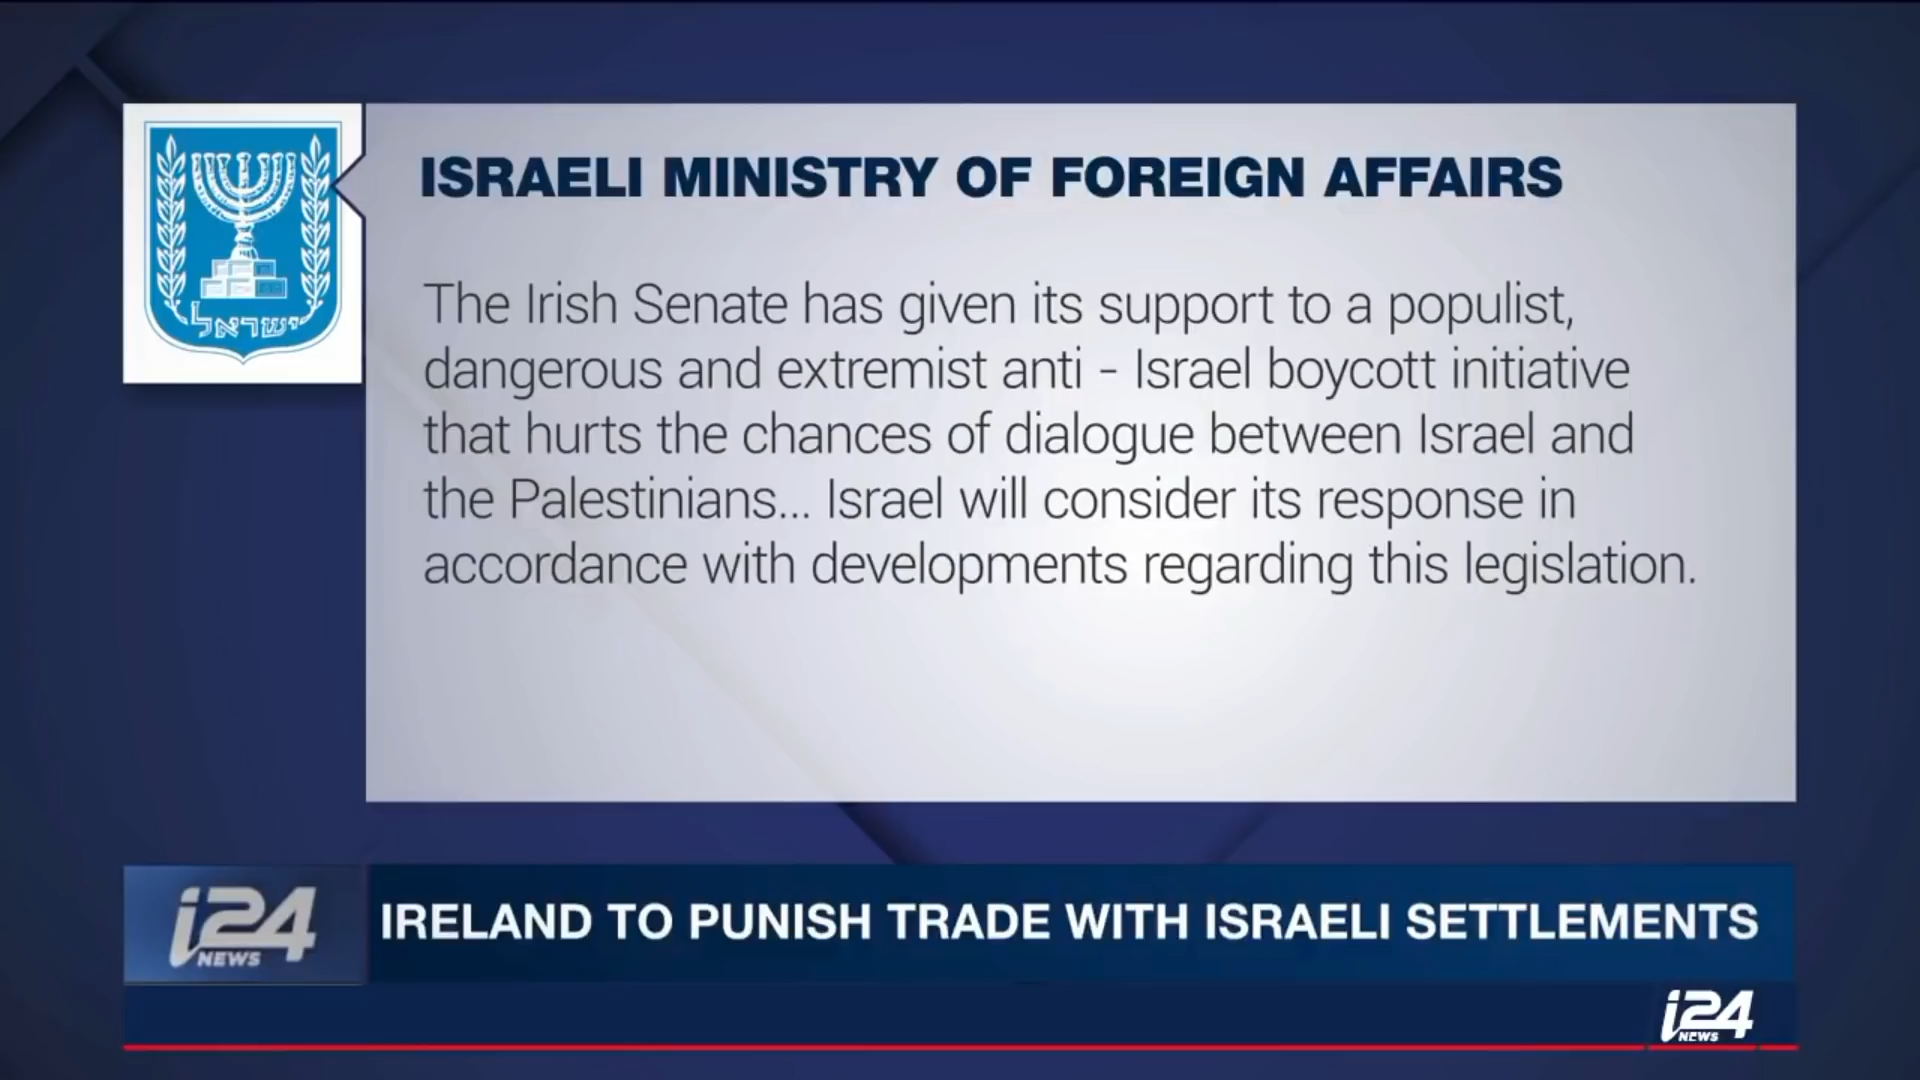 ISRAELI MINISTRY OF FOREIGN AFFAIRS
ישראל
The Irish Senate has given its support to a populist,
dangerous and extremist anti - Israel boycott initiative
that hurts the chances of dialogue between Israel and
the Palestinians... Israel will consider its response in
accordance with developments regarding this legislation.
i24
NEWS
IRELAND TO PUNISH TRADE WITH ISRAELI SETTLEMENTS
i24
NEWS